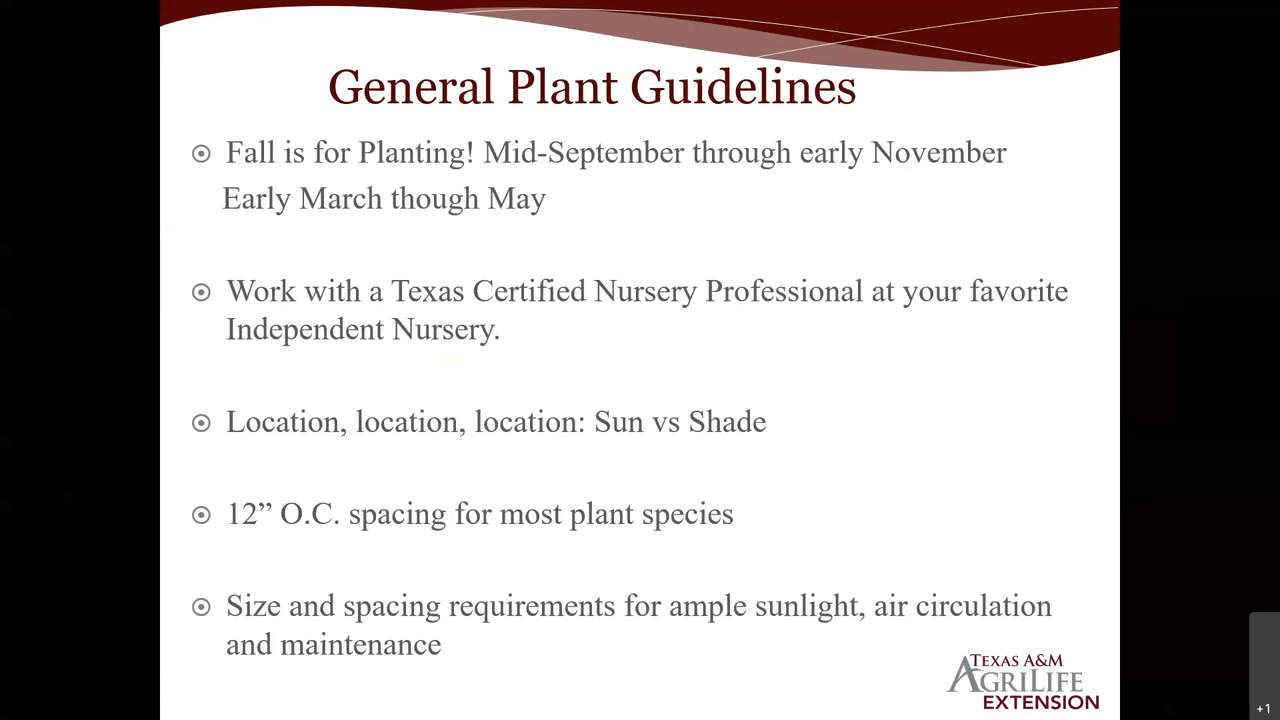 General Plant Guidelines
Fall is for Planting! Mid-September through early November
Early March though May
Work with a Texas Certified Nursery Professional at your favorite
Independent Nursery.
Location, location, location: Sun vs Shade
12” O.C. spacing for most plant species
Size and spacing requirements for ample sunlight, air circulation
and maintenance
TEXAS A&M
AGRILIFE
EXTENSION
+1